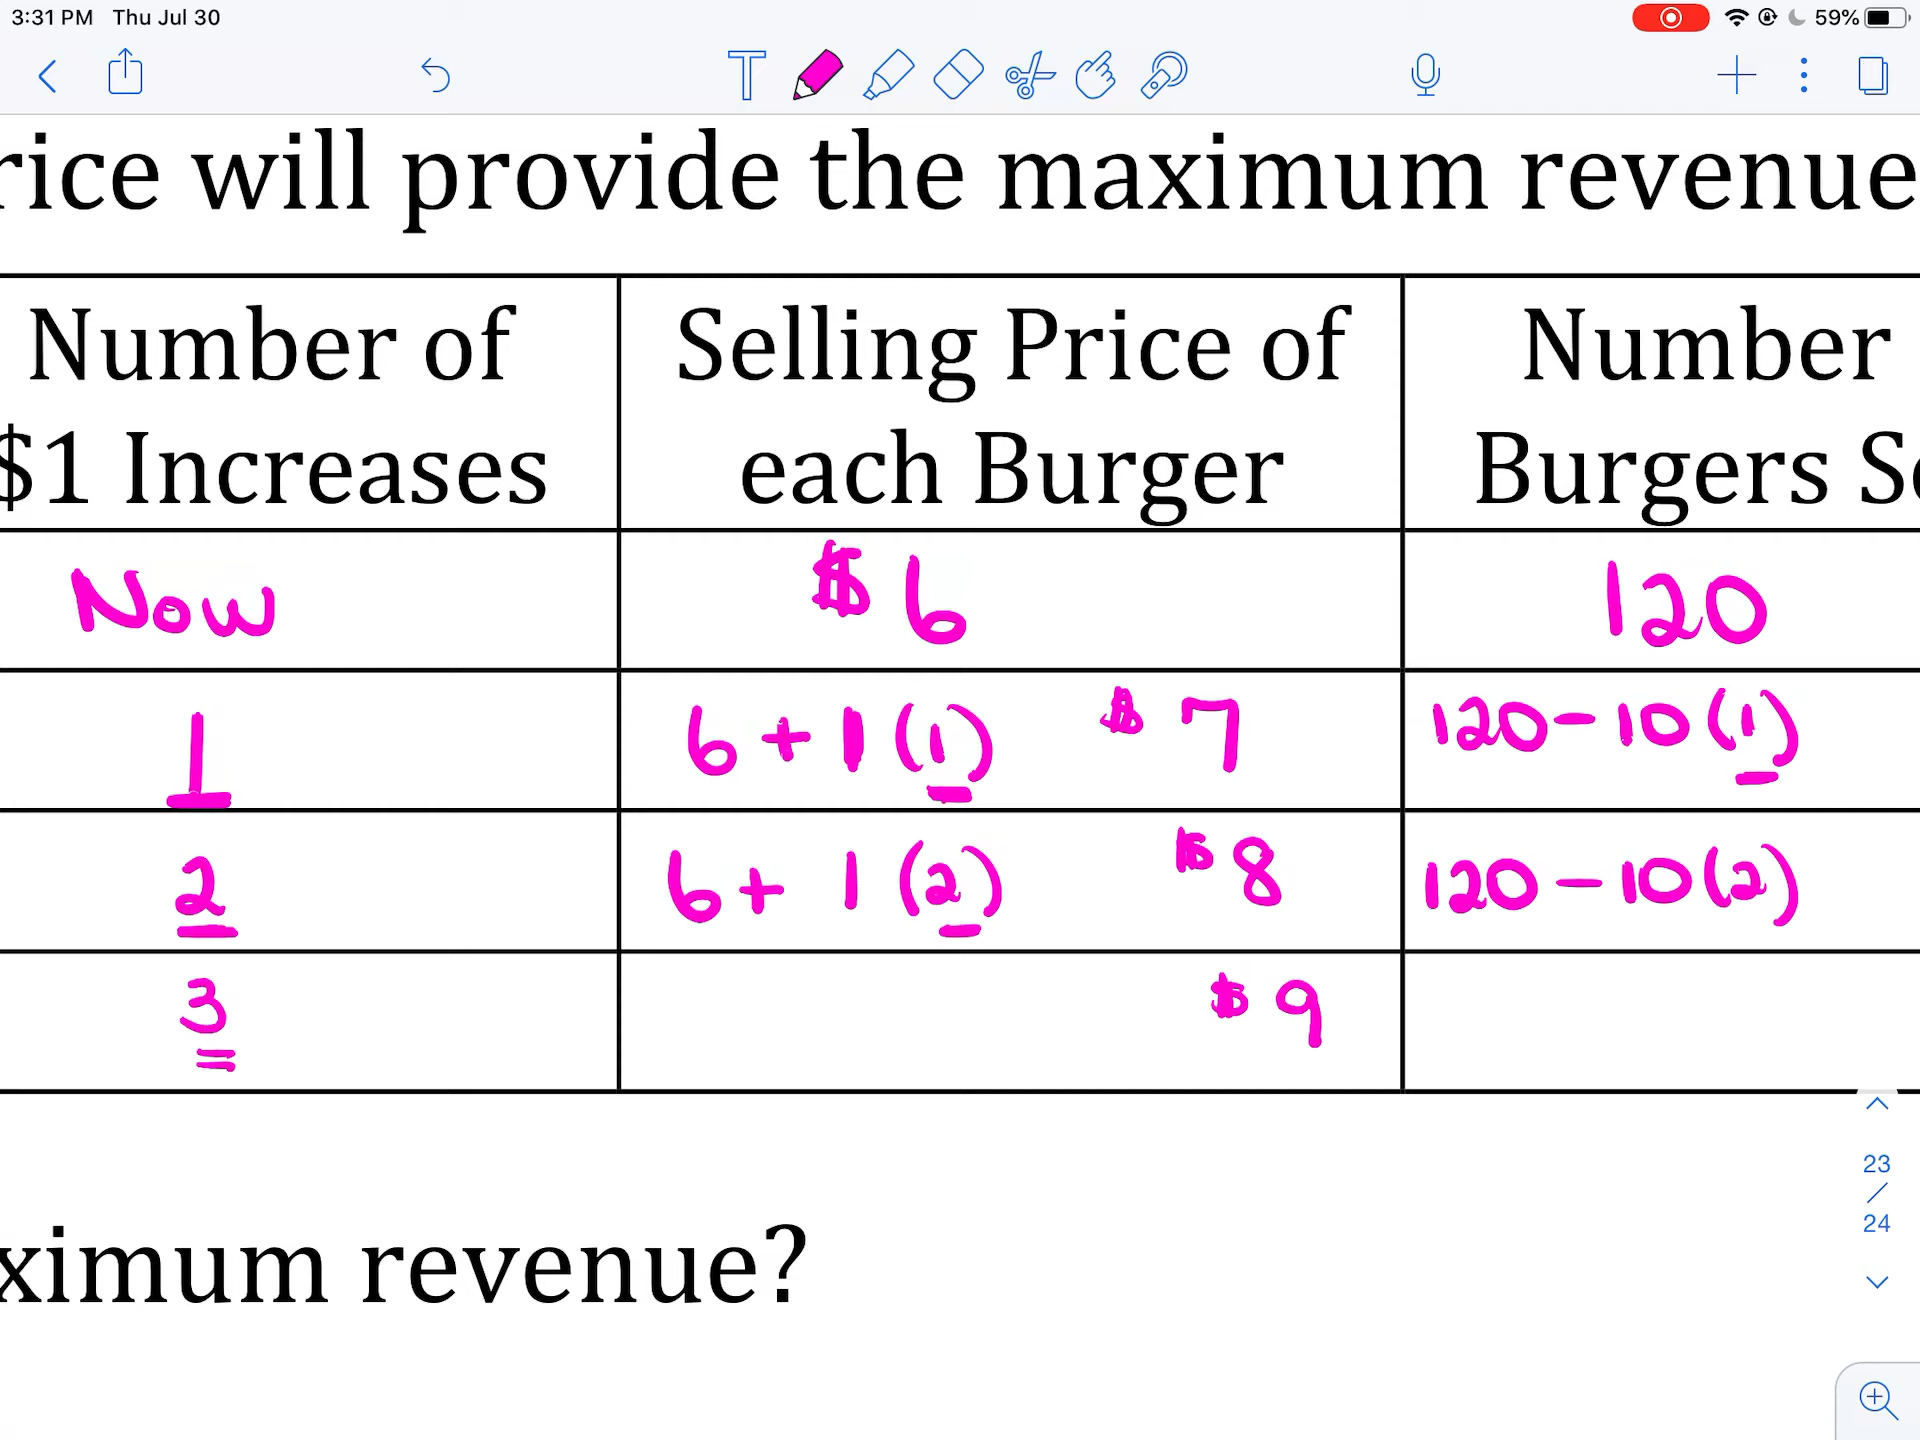 3:31 PM Thu Jul 30 59%
T
rice will provide the maximum revenue
Number of Selling Price of Number
$1 Increases each Burger Burgers So
Now $6 120
1 6+1(1) $7 120-10(1)
2 6+1(2) $8 120-10(2)
3 $9
23
/
24
ximum revenue?